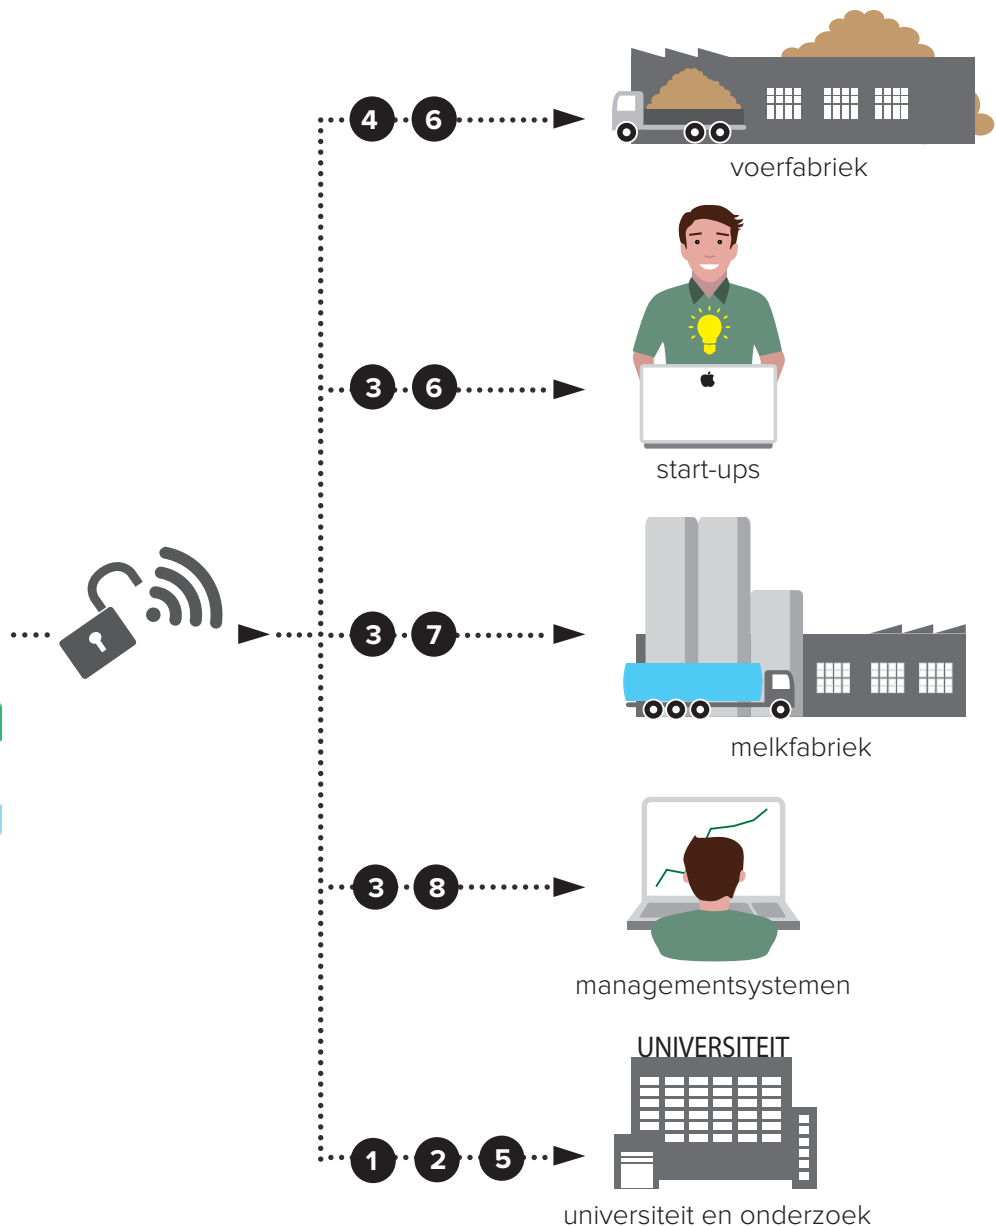 4 6
voerfabriek
3 6
start-ups
3 7
melkfabriek
3 8
managementsystemen
UNIVERSITEIT
1 2 5
universiteit en onderzoek